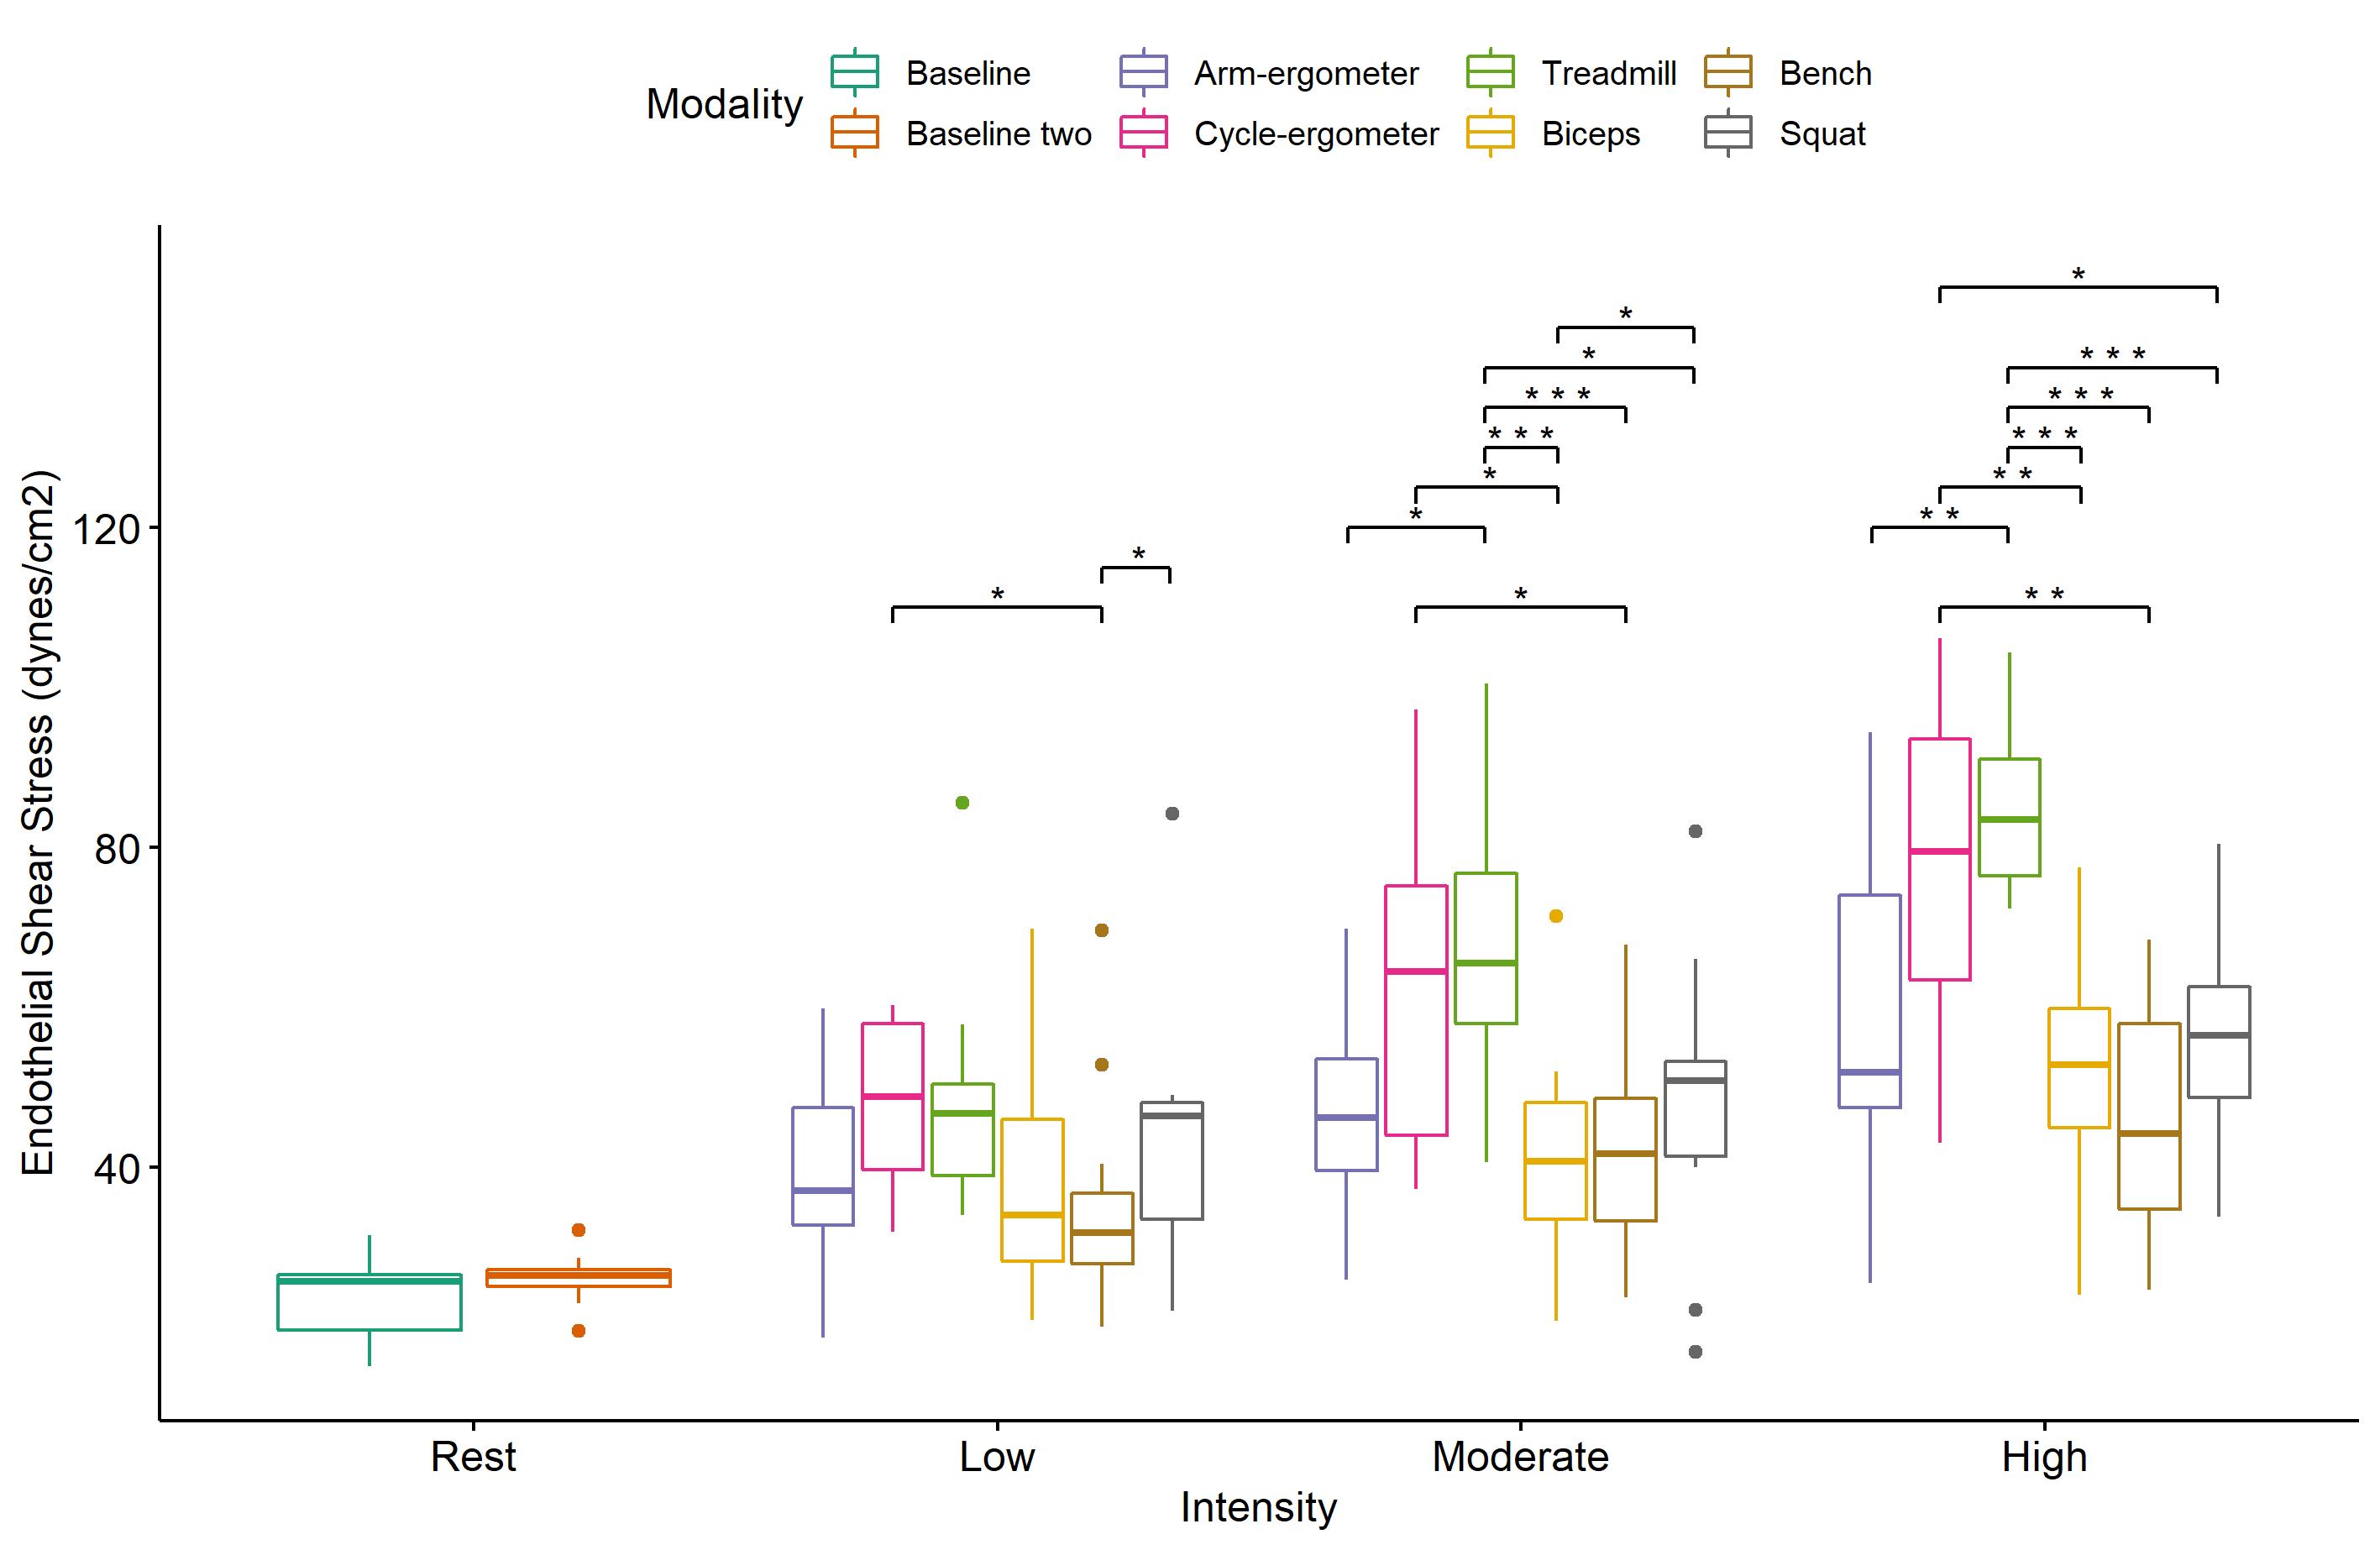 Modality
Baseline
Arm-ergometer
Treadmill
Bench
Baseline two
Cycle-ergometer
Biceps
Squat
*
*
*
* * *
* * *
* * *
* * *
* * *
*
* *
*
* *
*
*
*
* *
120
80
40
Endothelial Shear Stress (dynes/cm2)
Rest
Low
Moderate
High
Intensity